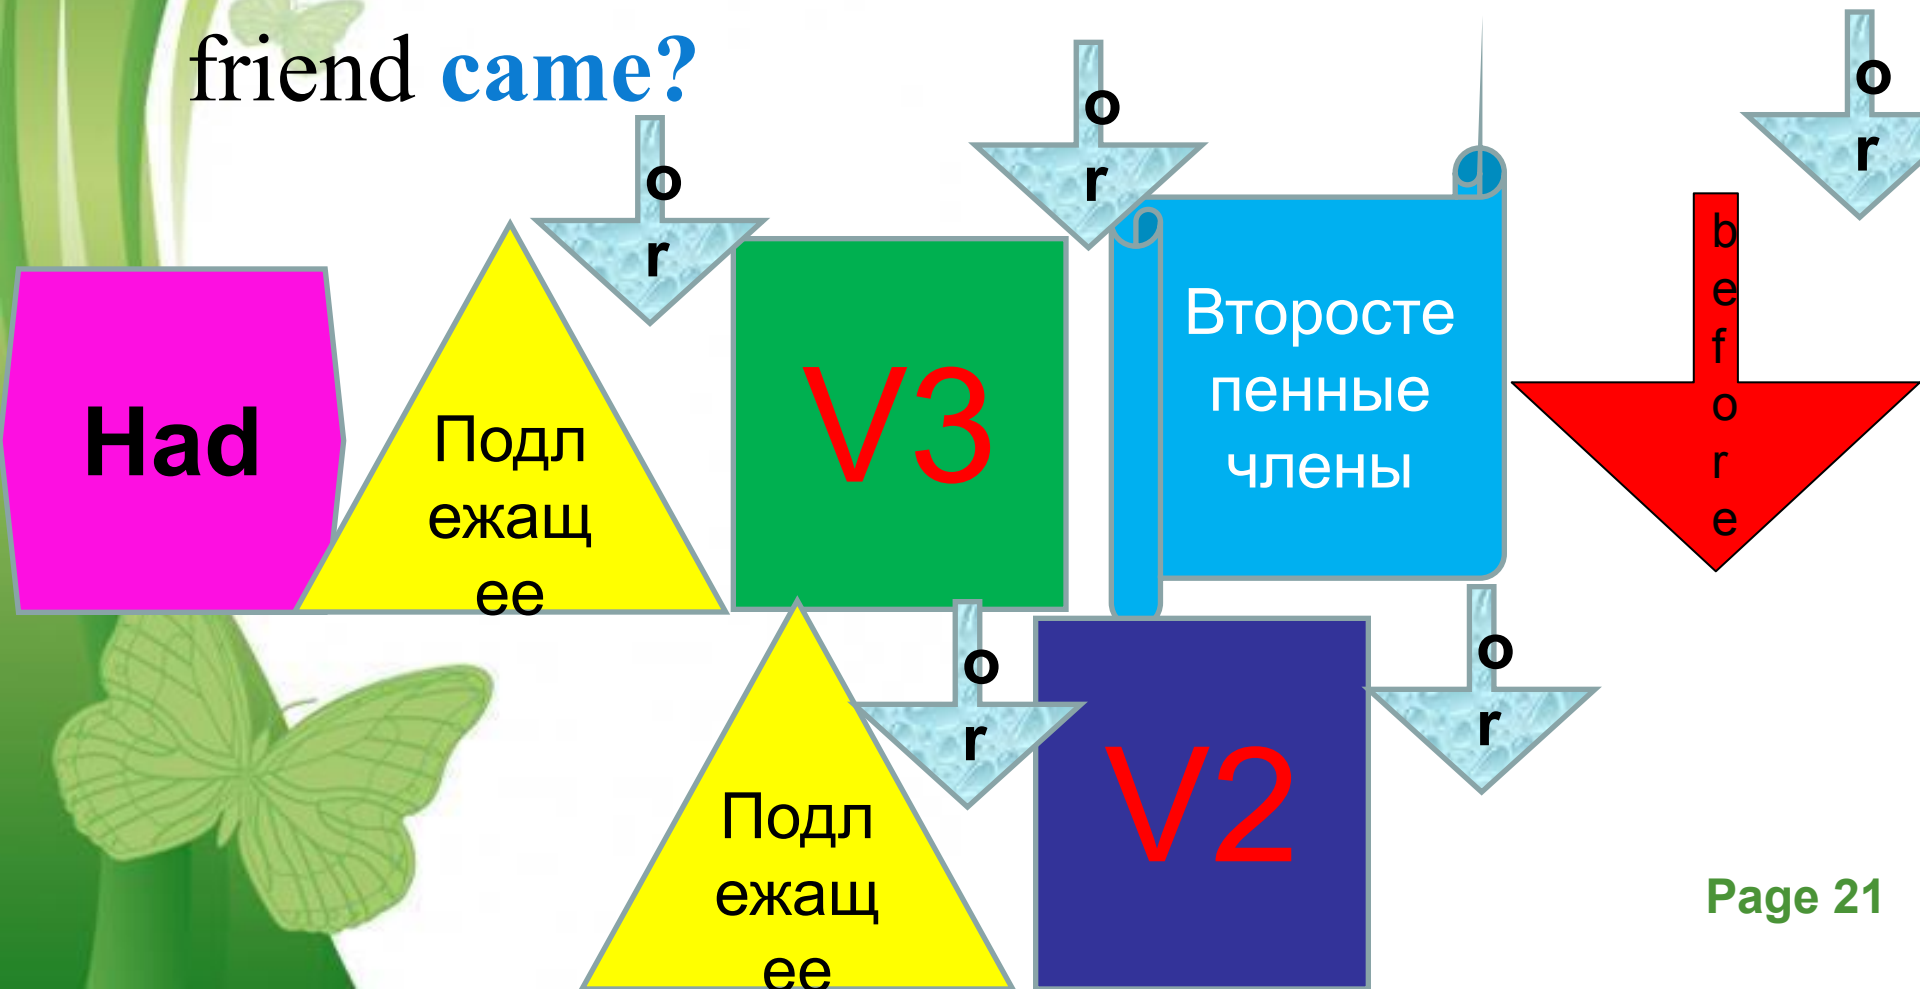 friend came?
o
r
o
r
o
r
Had
Подл
ежащ
ее
V3
Второсте
пенные
члены
b
e
f
o
r
e
Подл
ежащ
ее
o
r
V2
o
r
Page 21